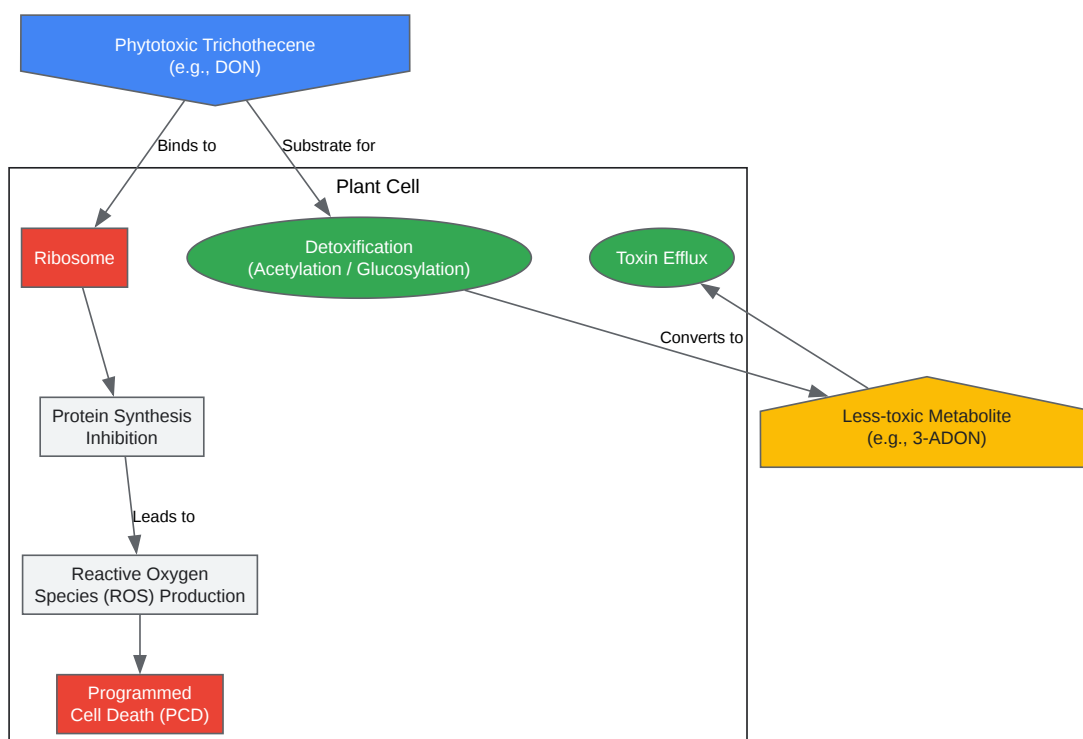 Phytotoxic Trichothecene
(e.g., DON)
Binds to
Substrate for
Plant Cell
Ribosome
Detoxification
(Acetylation / Glucosylation)
Toxin Efflux
Converts to
Less-toxic Metabolite
(e.g., 3-ADON)
Protein Synthesis
Inhibition
Leads to
Reactive Oxygen
Species (ROS) Production
Programmed
Cell Death (PCD)